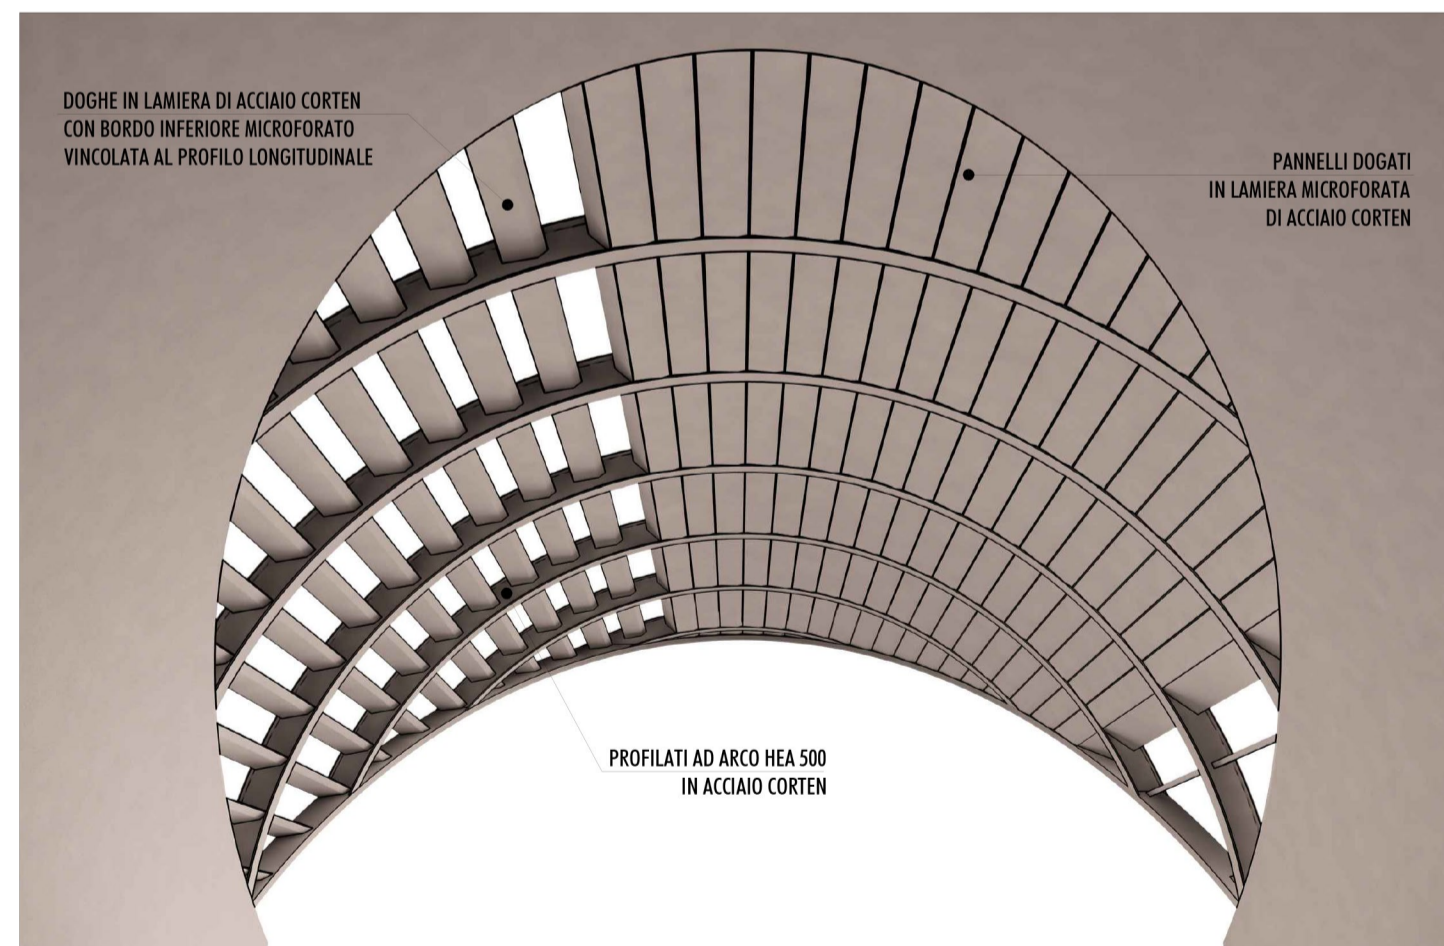 DOGHE IN LAMIERA DI ACCIAIO CORTEN
CON BORDO INFERIORE MICROFORATO
VINCOLATA AL PROFILO LONGITUDINALE
PANNELLI DOGATI
IN LAMIERA MICROFORATA
DI ACCIAIO CORTEN
PROFILATI AD ARCO HEA 500
IN ACCIAIO CORTEN